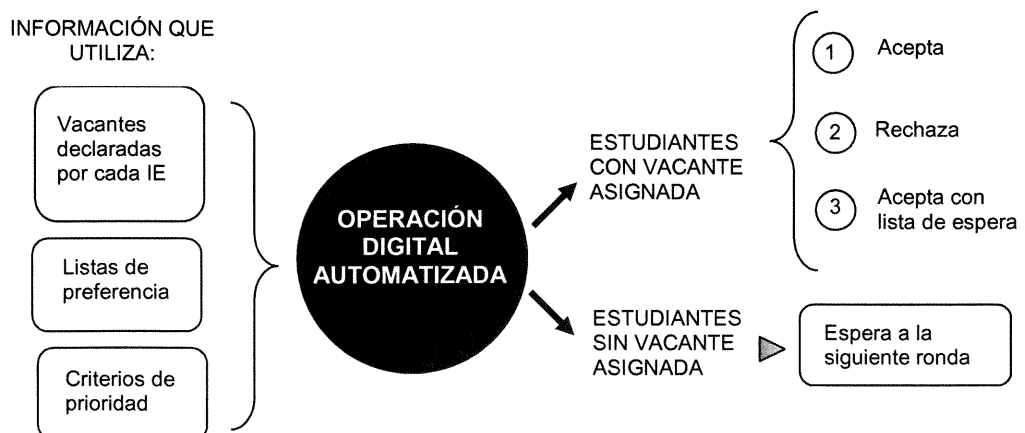 INFORMACIÓN QUE
UTILIZA:
Vacantes
declaradas
por cada IE
Listas de
preferencia
Criterios de
prioridad
OPERACIÓN
DIGITAL
AUTOMATIZADA
ESTUDIANTES
CON VACANTE
ASIGNADA
1 Acepta
2 Rechaza
3 Acepta con
lista de espera
ESTUDIANTES
SIN VACANTE
ASIGNADA
Espera a la
siguiente ronda